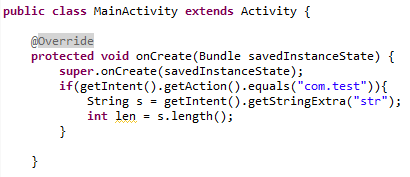 public class MainActivity extends Activity {
@Override
protected void onCreate(Bundle savedInstanceState) {
super.onCreate(savedInstanceState);
if(getIntent().getAction().equals("com.test")){
String s = getIntent().getStringExtra("str");
int len = s.length();
}
}